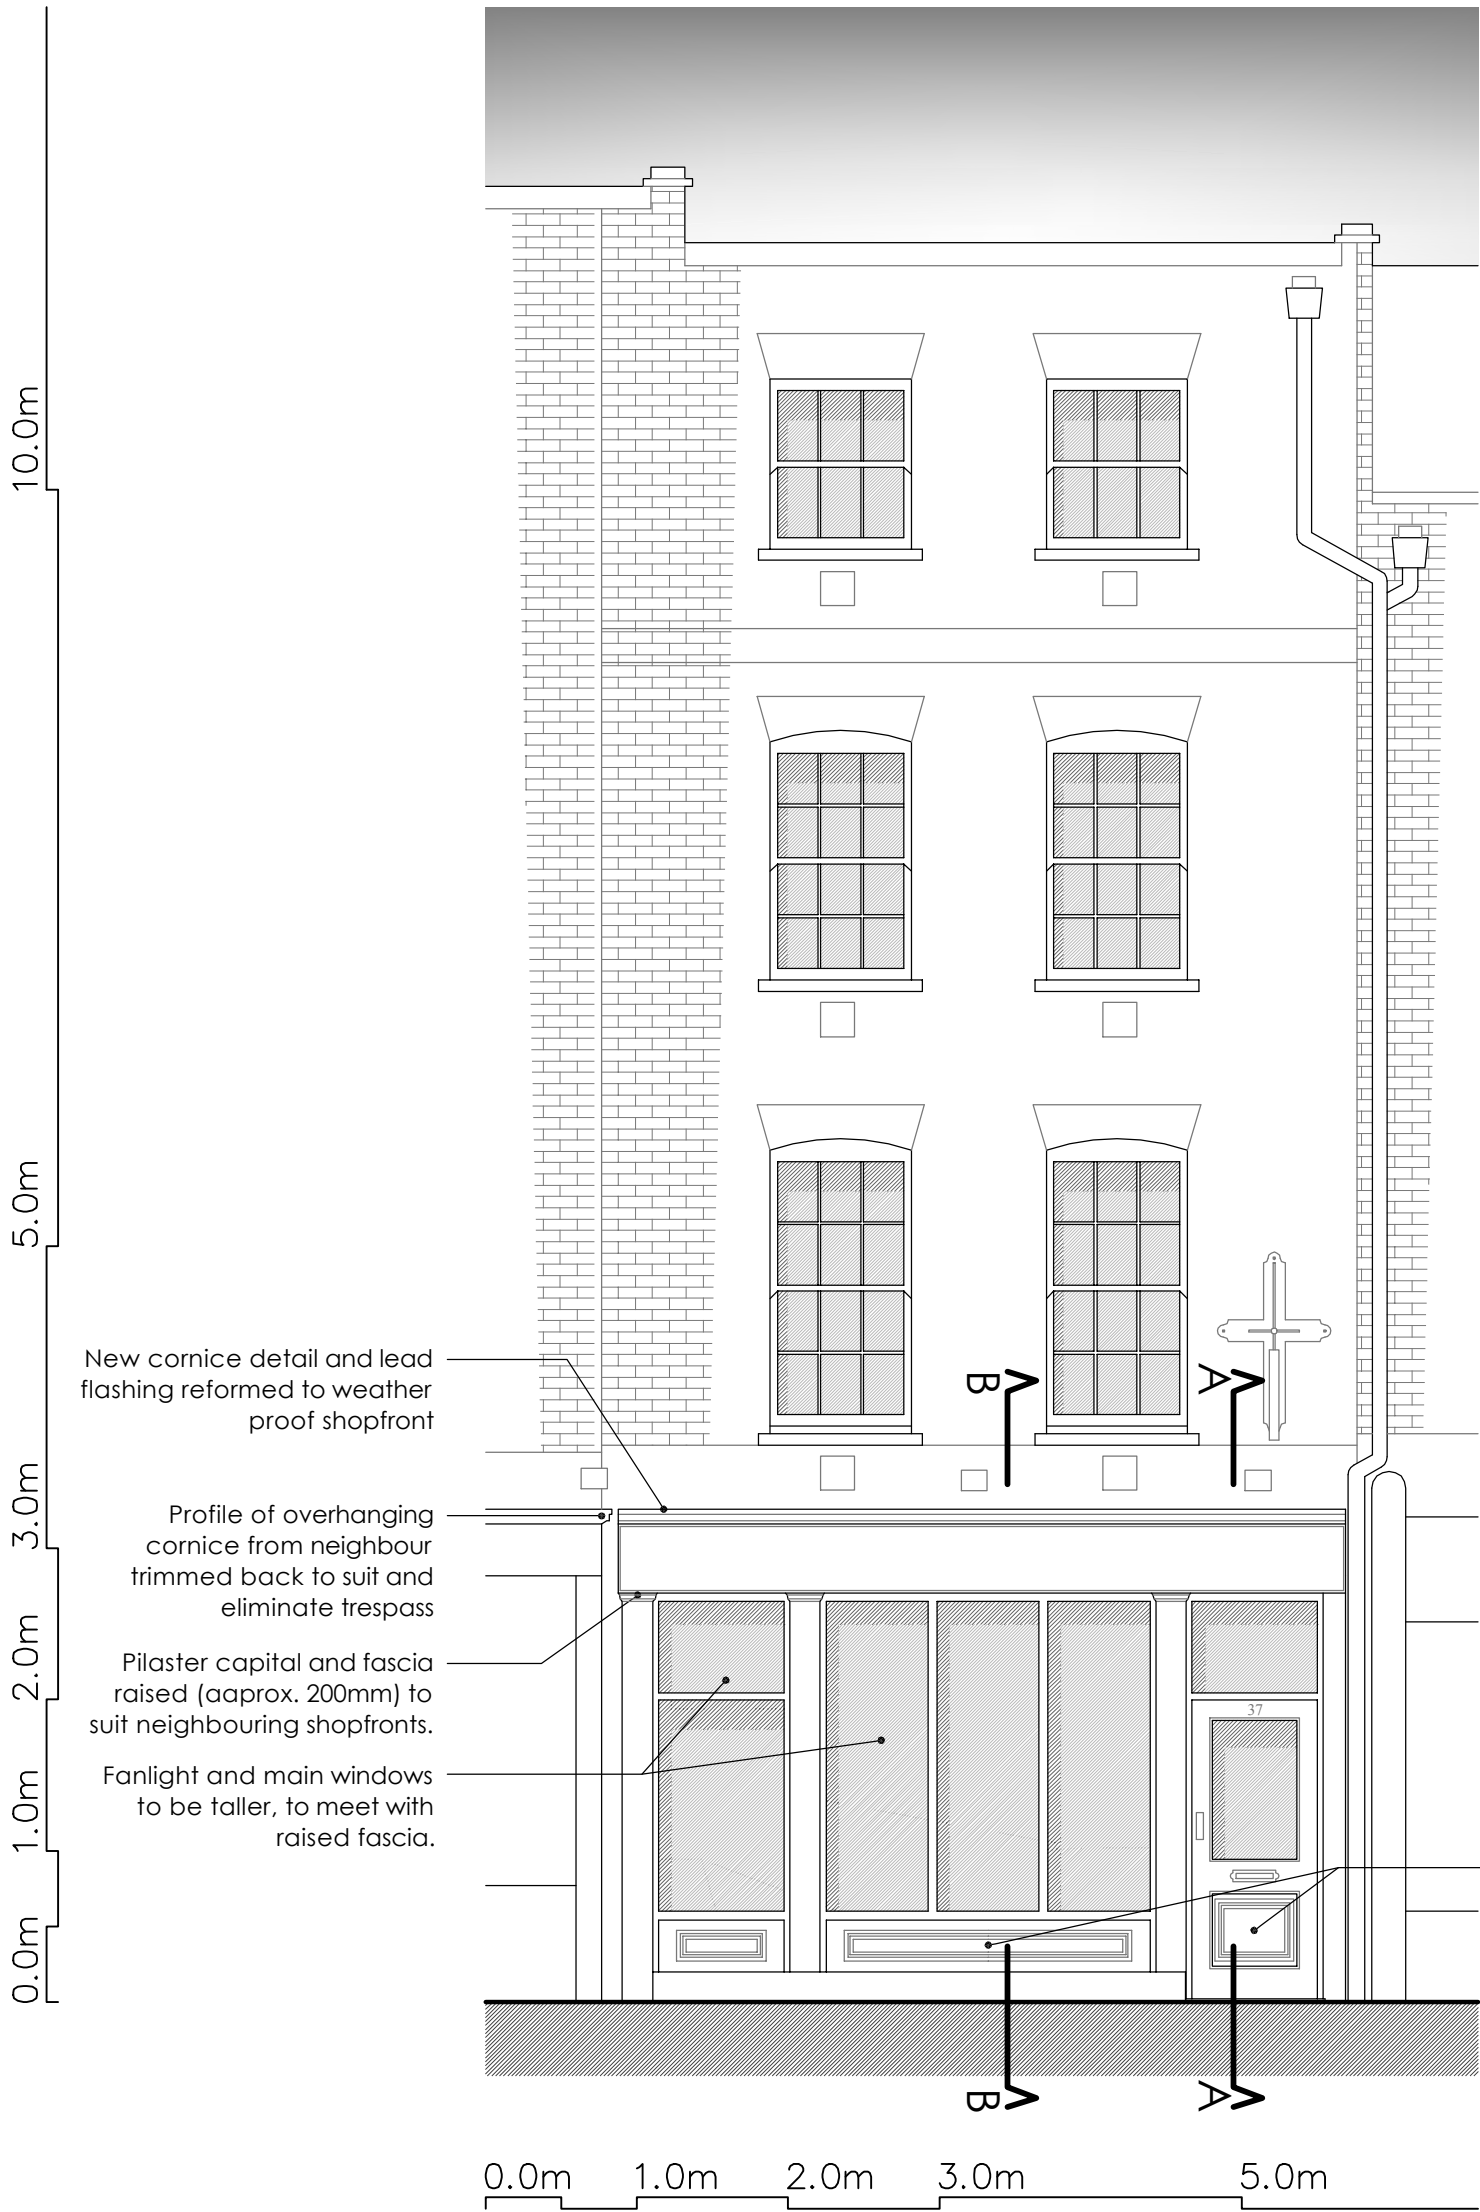 10.0m
5.0m
3.0m
2.0m
1.0m
0.0m
New cornice detail and lead
flashing reformed to weather
proof shopfront
Profile of overhanging
cornice from neighbour
trimmed back to suit and
eliminate trespass
Pilaster capital and fascia
raised (aaprox. 200mm) to
suit neighbouring shopfronts.
Fanlight and main windows
to be taller, to meet with
raised fascia.
B
A
37
B
A
0.0m 1.0m 2.0m 3.0m 5.0m